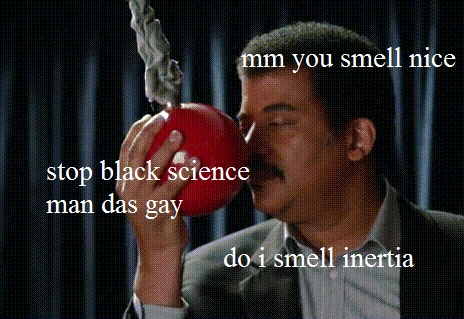 mm you smell nice
stop black science
man das gay
do i smell inertia